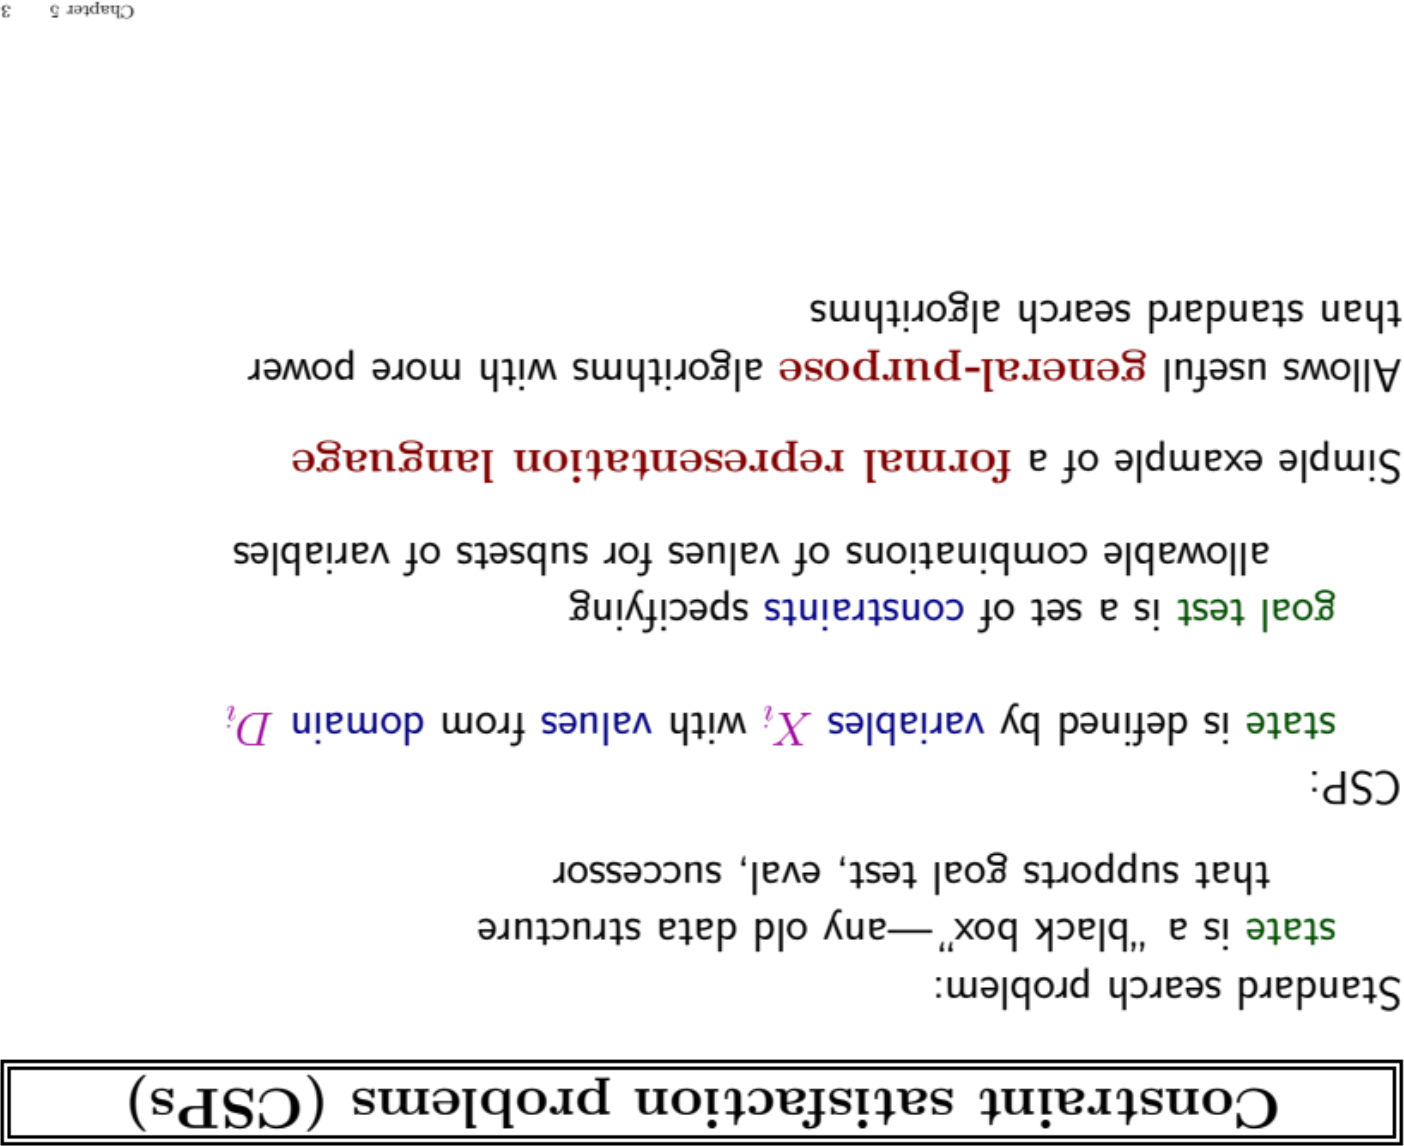 Constraint satisfaction problems (CSPs)
Standard search problem:
state is a “black box”—any old data structure
that supports goal test, eval, successor
CSP:
state is defined by variables Xi with values from domain Di
goal test is a set of constraints specifying
allowable combinations of values for subsets of variables
Simple example of a formal representation language
Allows useful general-purpose algorithms with more power
than standard search algorithms
Chapter 5 3